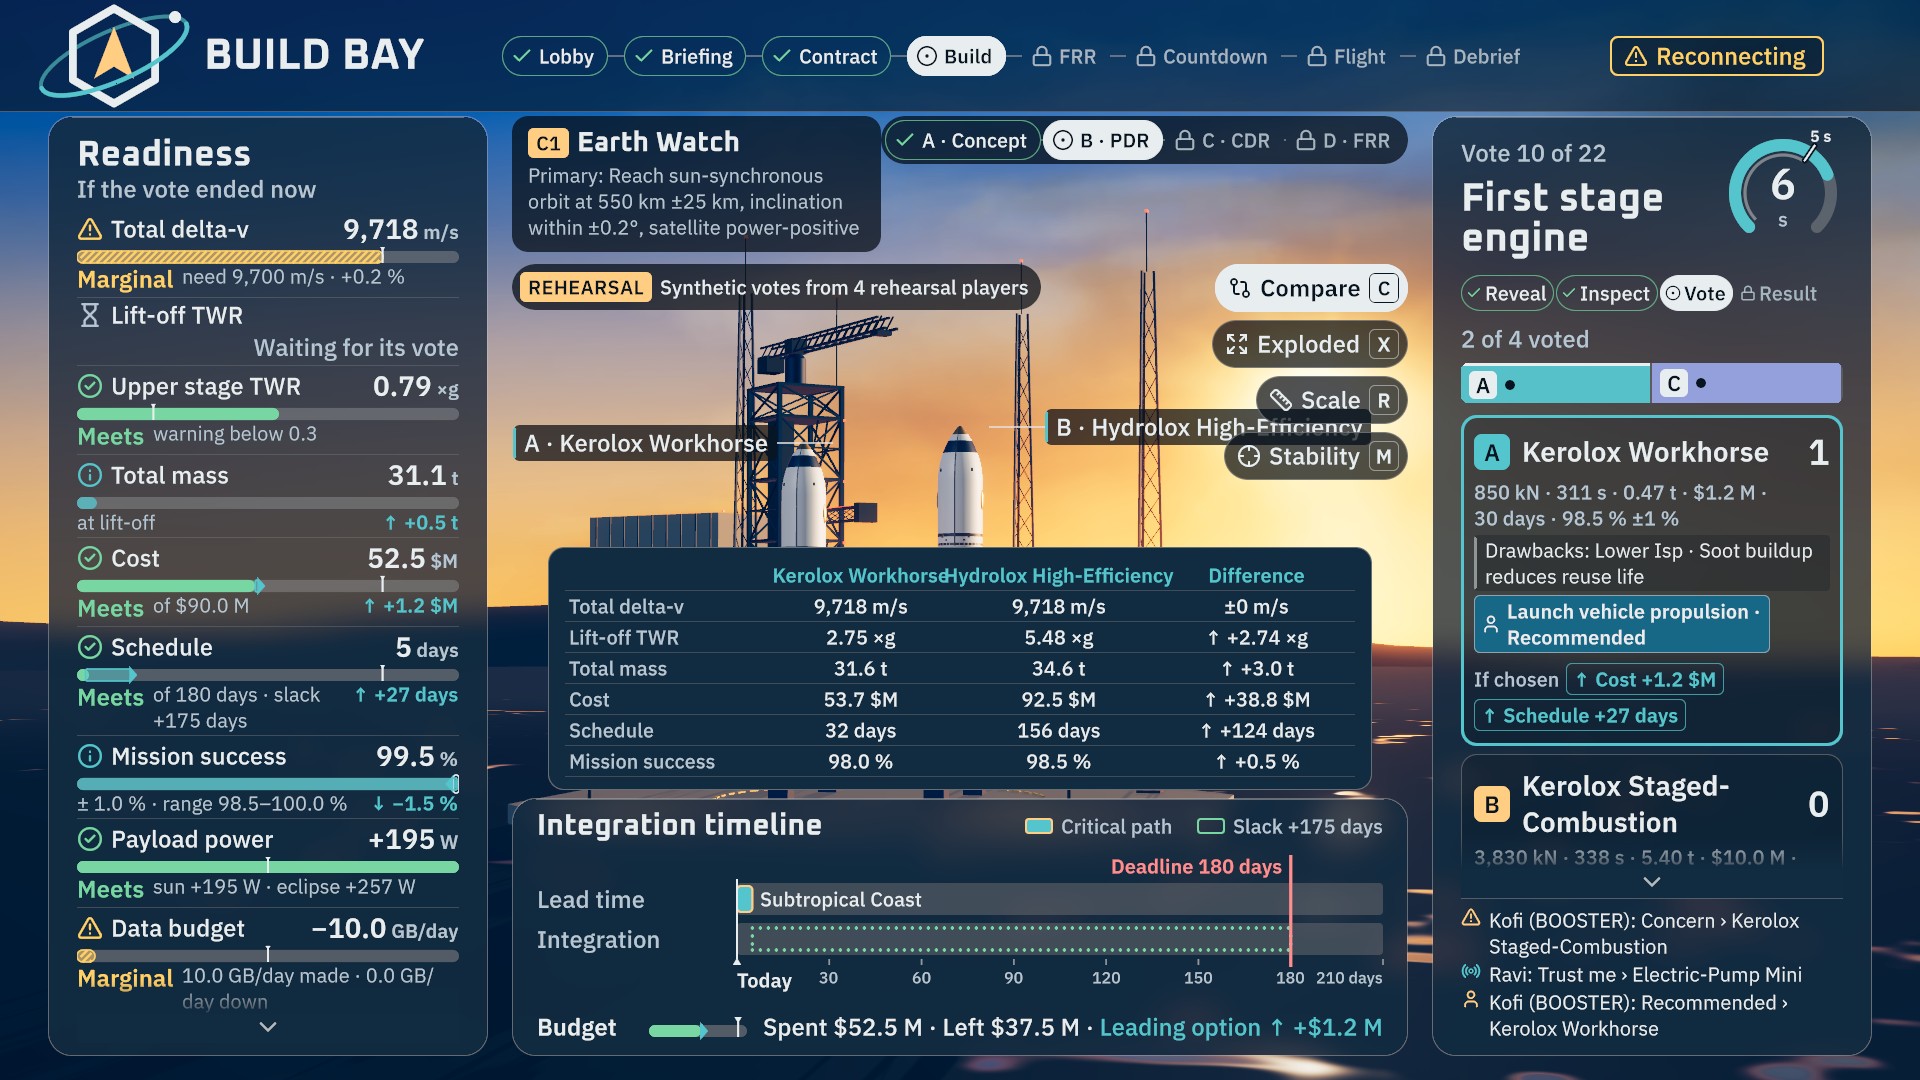 BUILD BAY
Lobby
Briefing
Contract
Build
FRR
Countdown
Flight
Debrief
Reconnecting
Readiness
If the vote ended now
Total delta-v 9,718 m/s
Marginal need 9,700 m/s · +0.2 %
Lift-off TWR
Waiting for its vote
Upper stage TWR 0.79 ×g
Meets warning below 0.3
Total mass 31.1 t
at lift-off ↑ +0.5 t
Cost 52.5 $M
Meets of $90.0 M ↑ +1.2 $M
Schedule 5 days
Meets of 180 days · slack ↑ +27 days
+175 days
Mission success 99.5 %
± 1.0 % · range 98.5–100.0 % ↓ −1.5 %
Payload power +195 W
Meets sun +195 W · eclipse +257 W
Data budget −10.0 GB/day
Marginal 10.0 GB/day made · 0.0 GB/
day down
C1 Earth Watch
Primary: Reach sun-synchronous
orbit at 550 km ±25 km, inclination
within ±0.2°, satellite power-positive
A · Concept
B · PDR
C · CDR
D · FRR
REHEARSAL Synthetic votes from 4 rehearsal players
Compare C
Exploded X
Scale R
Stability M
A · Kerolox Workhorse
B · Hydrolox High-Efficiency
Kerolox Workhorse Hydrolox High-Efficiency Difference
Total delta-v 9,718 m/s 9,718 m/s ±0 m/s
Lift-off TWR 2.75 ×g 5.48 ×g ↑ +2.74 ×g
Total mass 31.6 t 34.6 t ↑ +3.0 t
Cost 53.7 $M 92.5 $M ↑ +38.8 $M
Schedule 32 days 156 days ↑ +124 days
Mission success 98.0 % 98.5 % ↑ +0.5 %
Integration timeline
Critical path
Slack +175 days
Deadline 180 days
Lead time Subtropical Coast
Integration
Today 30 60 90 120 150 180 210 days
Budget Spent $52.5 M · Left $37.5 M · Leading option ↑ +$1.2 M
Vote 10 of 22
First stage
engine
5 s
6
s
Reveal
Inspect
Vote
Result
2 of 4 voted
A
C
A Kerolox Workhorse 1
850 kN · 311 s · 0.47 t · $1.2 M ·
30 days · 98.5 % ±1 %
Drawbacks: Lower Isp · Soot buildup
reduces reuse life
Launch vehicle propulsion ·
Recommended
If chosen ↑ Cost +1.2 $M
↑ Schedule +27 days
B Kerolox Staged-
Combustion 0
3,830 kN · 338 s · 5.40 t · $10.0 M ·
Kofi (BOOSTER): Concern › Kerolox
Staged-Combustion
Ravi: Trust me › Electric-Pump Mini
Kofi (BOOSTER): Recommended ›
Kerolox Workhorse